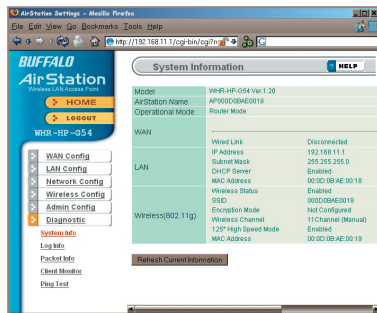 AirStation Settings - Mozilla Firefox
File Edit View Go Bookmarks Tools Help
http://192.168.11.1/cgi-bin/cgi?
BUFFALO
AirStation
Wireless LAN Access Point
HOME
LOGOUT
WHR-HP-G54
WAN Config
LAN Config
Network Config
Wireless Config
Admin Config
Diagnostic
System Info
Log Info
Packet Info
Client Monitor
Ping Test
System Information
? HELP
Model WHR-HP-G54 Ver.1.20
AirStation Name AP000D0BAE0018
Operational Mode Router Mode
WAN
Wired Link Disconnected
LAN
IP Address 192.168.11.1
Subnet Mask 255.255.255.0
DHCP Server Enabled
MAC Address 00:0D:0B:AE:00:18
Wireless(802.11g)
Wireless Status Enabled
SSID 000D0BAE0018
Encryption Mode Not Configured
Wireless Channel 11Channel (Manual)
125* High Speed Mode Enabled
MAC Address 00:0D:0B:AE:00:19
Refresh Current Information